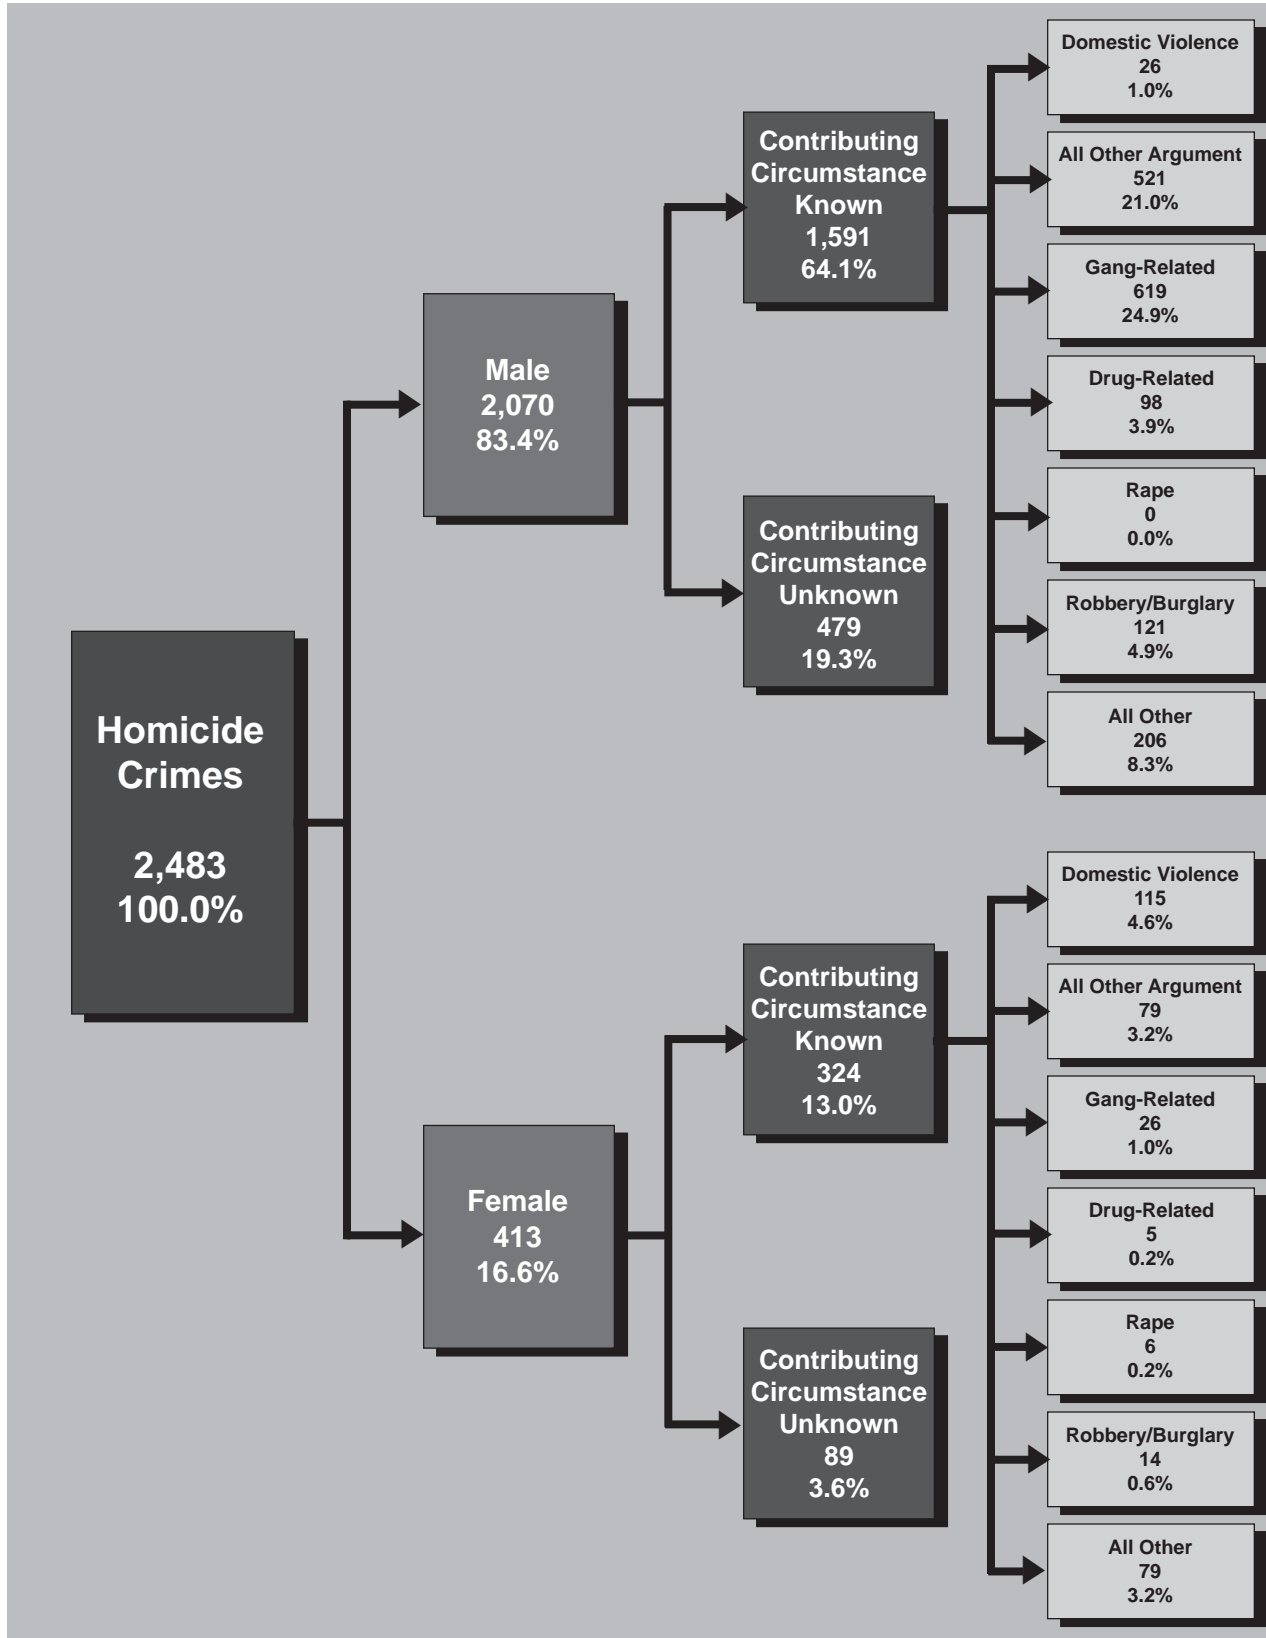 Homicide
Crimes
2,483
100.0%
Male
2,070
83.4%
Contributing
Circumstance
Known
1,591
64.1%
Domestic Violence
26
1.0%
All Other Argument
521
21.0%
Gang-Related
619
24.9%
Drug-Related
98
3.9%
Rape
0
0.0%
Robbery/Burglary
121
4.9%
All Other
206
8.3%
Contributing
Circumstance
Unknown
479
19.3%
Female
413
16.6%
Contributing
Circumstance
Known
324
13.0%
Domestic Violence
115
4.6%
All Other Argument
79
3.2%
Gang-Related
26
1.0%
Drug-Related
5
0.2%
Rape
6
0.2%
Robbery/Burglary
14
0.6%
All Other
79
3.2%
Contributing
Circumstance
Unknown
89
3.6%